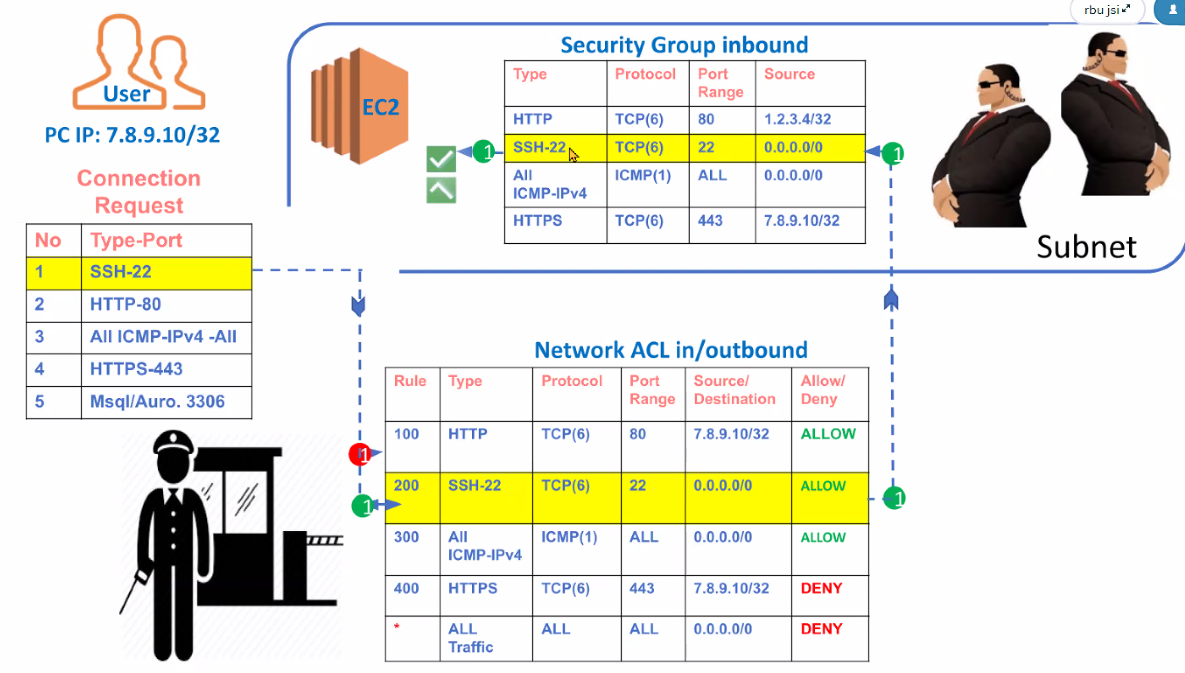 rbu jsi
User
PC IP: 7.8.9.10/32
Connection
Request
No Type-Port
1 SSH-22
2 HTTP-80
3 All ICMP-IPv4 -All
4 HTTPS-443
5 Msql/Auro. 3306
EC2
Security Group inbound
Type Protocol Port Range Source
HTTP TCP(6) 80 1.2.3.4/32
1 SSH-22 TCP(6) 22 0.0.0.0/0 1
All ICMP-IPv4 ICMP(1) ALL 0.0.0.0/0
HTTPS TCP(6) 443 7.8.9.10/32
Subnet
Network ACL in/outbound
Rule Type Protocol Port Range Source/ Destination Allow/ Deny
100 HTTP TCP(6) 80 7.8.9.10/32 ALLOW
1
1 200 SSH-22 TCP(6) 22 0.0.0.0/0 ALLOW 1
300 All ICMP-IPv4 ICMP(1) ALL 0.0.0.0/0 ALLOW
400 HTTPS TCP(6) 443 7.8.9.10/32 DENY
* ALL Traffic ALL ALL 0.0.0.0/0 DENY